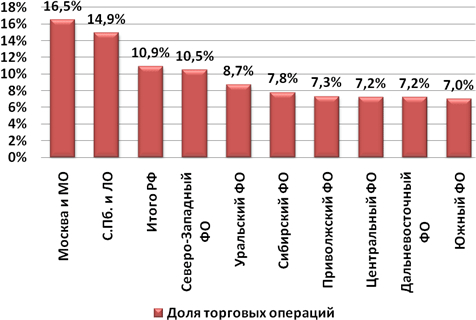 18%
16%
14%
12%
10%
8%
6%
4%
2%
0%
16,5%
14,9%
10,9%
10,5%
8,7%
7,8%
7,3%
7,2%
7,2%
7,0%
Москва и МО
С.Пб. и ЛО
Итого РФ
Северо-Западный
ФО
Уральский ФО
Сибирский ФО
Приволжский ФО
Центральный ФО
Дальневосточный
ФО
Южный ФО
Доля торговых операций